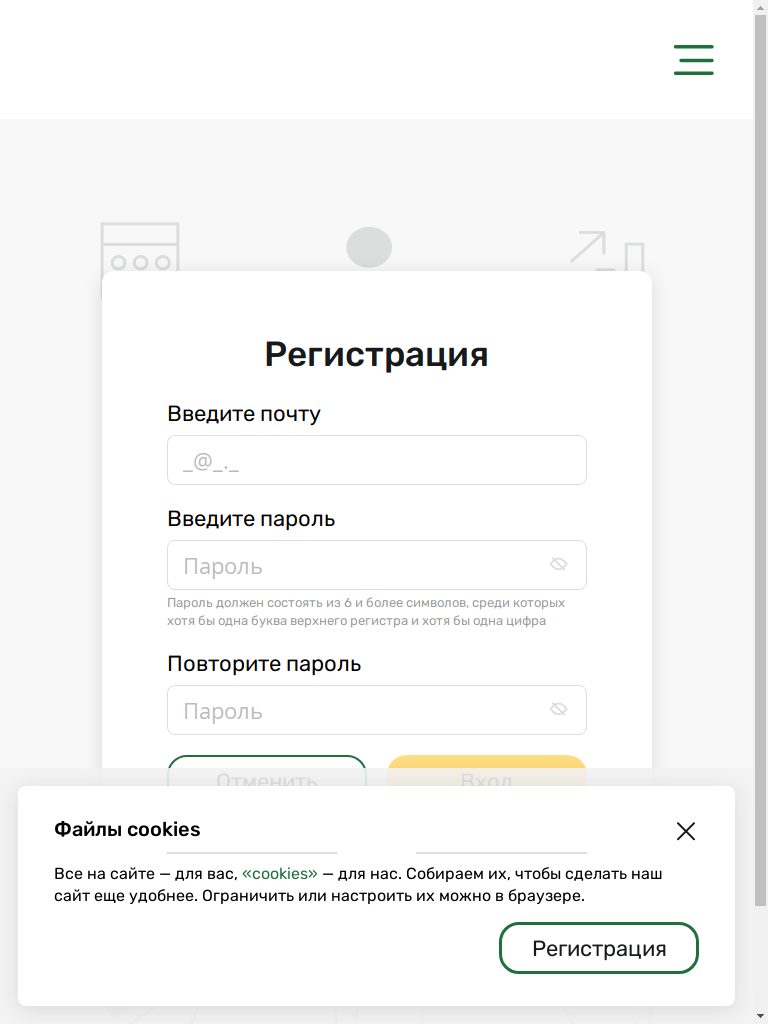 Регистрация
Введите почту
_@_._
Введите пароль
Пароль
Пароль должен состоять из 6 и более символов, среди которых
хотя бы одна буква верхнего регистра и хотя бы одна цифра
Повторите пароль
Пароль
Отменить Вход
Файлы cookies
Все на сайте — для вас, «cookies» — для нас. Собираем их, чтобы сделать наш
сайт еще удобнее. Ограничить или настроить их можно в браузере.
Регистрация